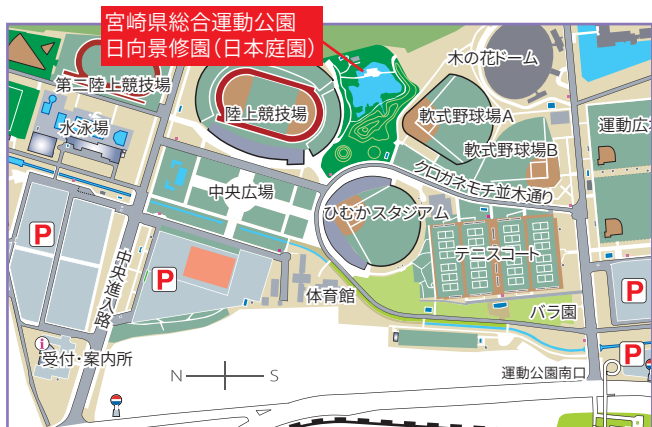 宮崎県総合運動公園
日向景修園(日本庭園)
木の花ドーム
第二陸上競技場
陸上競技場
軟式野球場A
水泳場
運動広
軟式野球場B
クロガネモチ並木通り
中央広場
ひむかスタジアム
テニスコート
P
P
中央進入路
体育館
P
バラ園
i
受付・案内所
P
N
S
運動公園南口